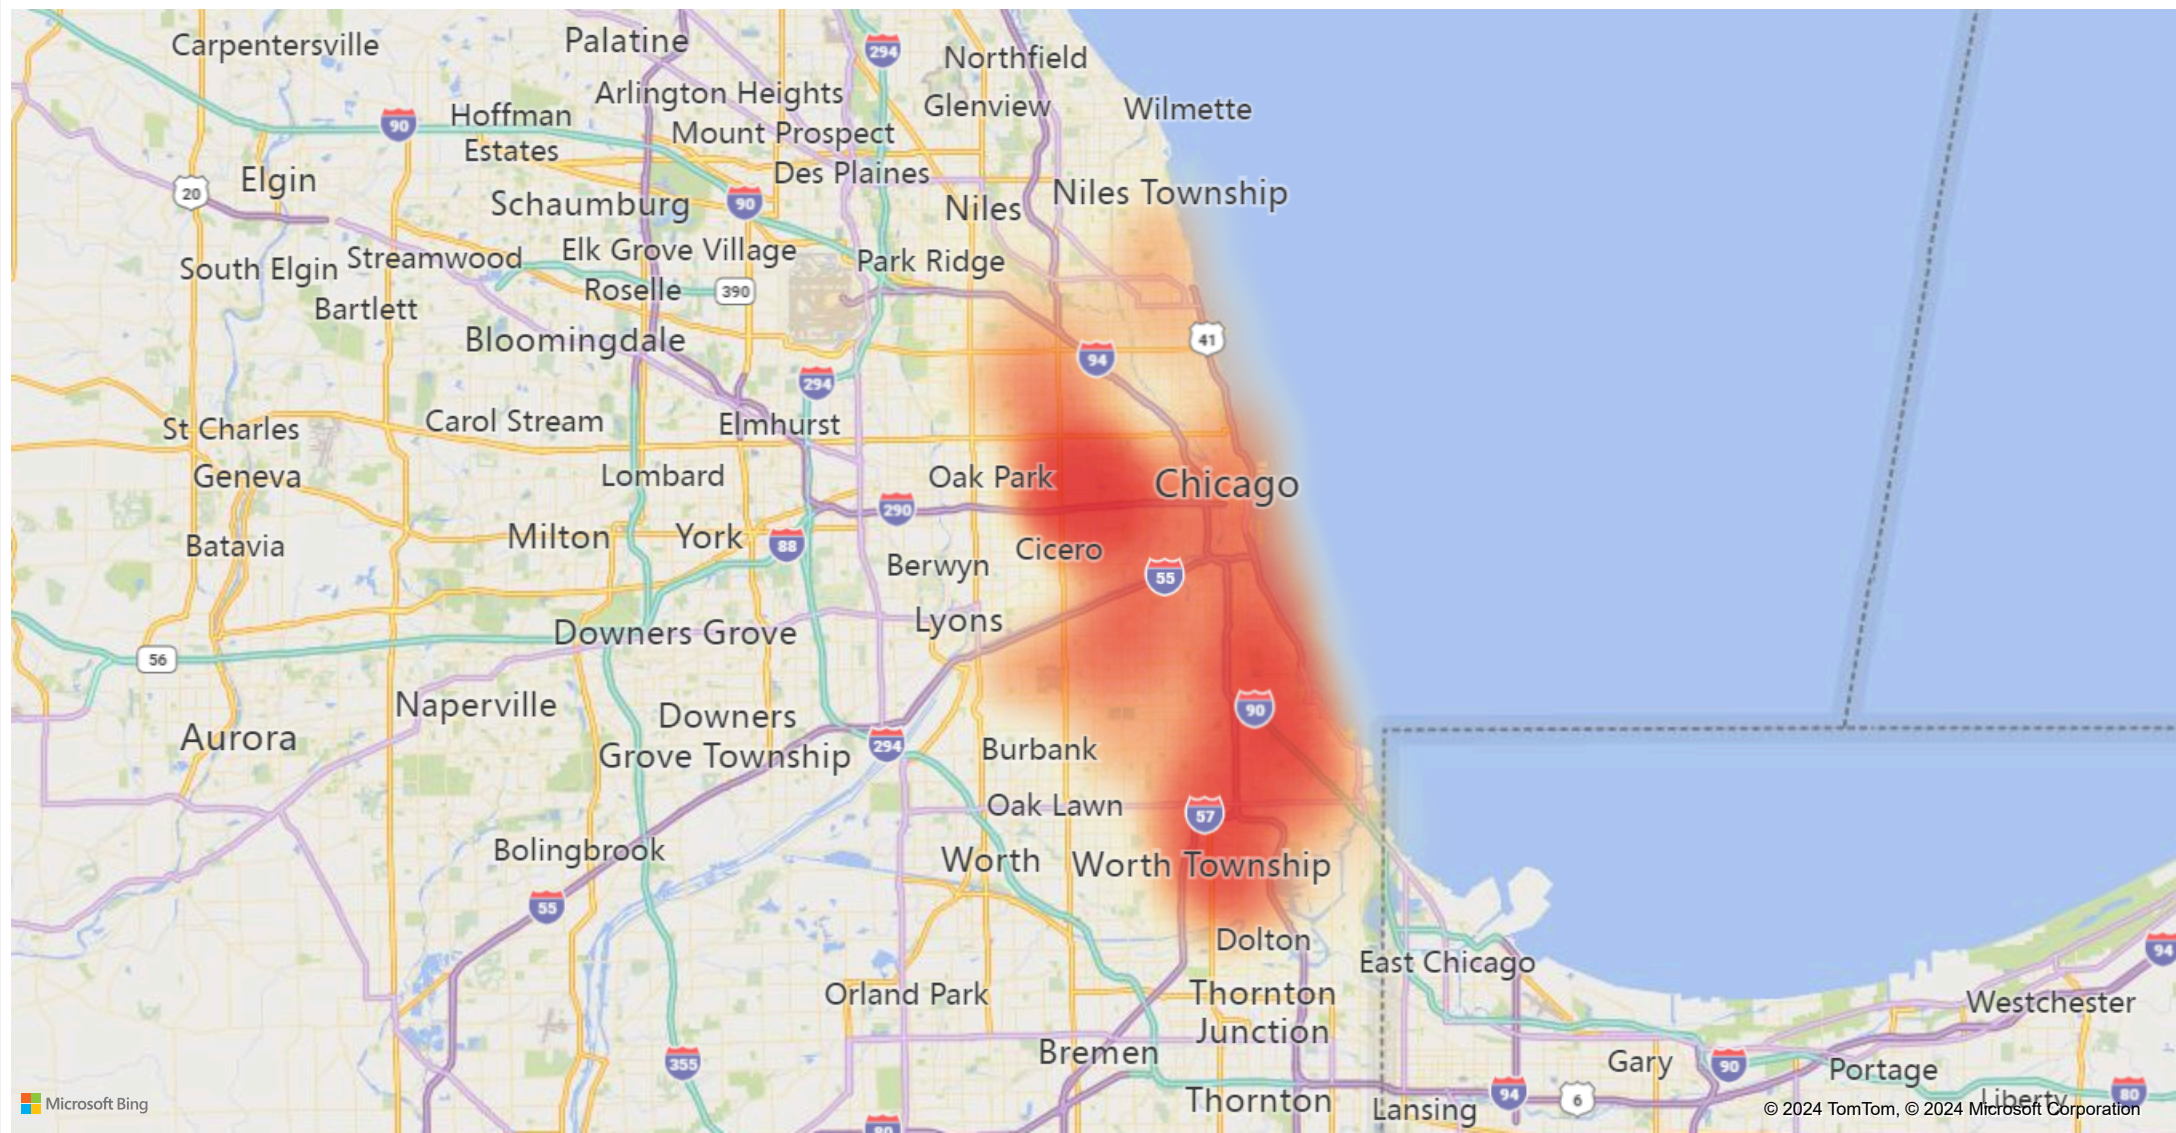 Carpentersville
Palatine
294
Northfield
Arlington Heights
Glenview
Wilmette
90
Hoffman
Estates
Mount Prospect
Des Plaines
20
Elgin
Schaumburg
90
Niles
Niles Township
South Elgin
Streamwood
Elk Grove Village
Park Ridge
Roselle
390
Bartlett
Bloomingdale
94
41
294
St Charles
Carol Stream
Elmhurst
Geneva
Lombard
Oak Park
Chicago
290
Batavia
Milton
York
88
Berwyn
Cicero
55
Lyons
56
Downers Grove
Naperville
Downers
Grove Township
90
Aurora
294
Burbank
Oak Lawn
57
Bolingbrook
Worth
Worth Township
55
Dolton
East Chicago
94
Orland Park
Thornton
Junction
Westchester
Bremen
355
Gary
90
Portage
Microsoft Bing
80
Thornton
Lansing
94
6
Liberty
80
© 2024 TomTom, © 2024 Microsoft Corporation